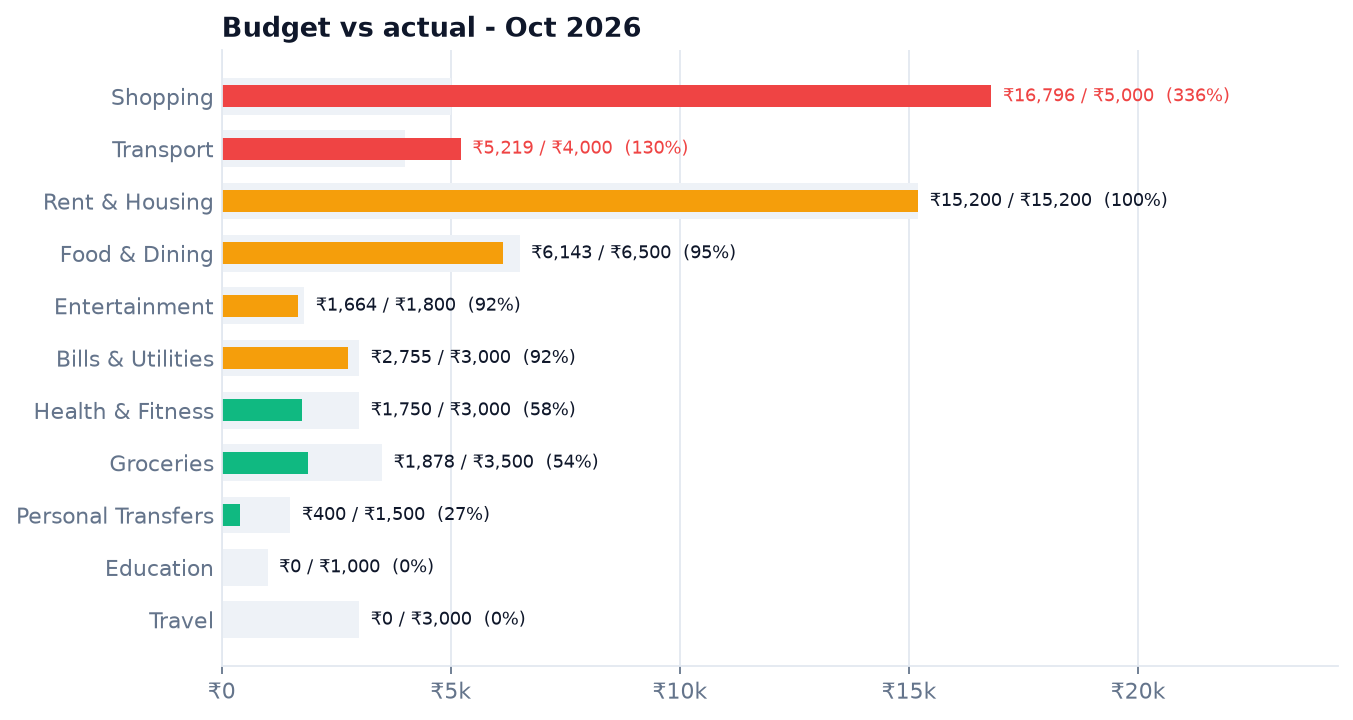 Budget vs actual - Oct 2026
Shopping ₹16,796 / ₹5,000 (336%)
Transport ₹5,219 / ₹4,000 (130%)
Rent & Housing ₹15,200 / ₹15,200 (100%)
Food & Dining ₹6,143 / ₹6,500 (95%)
Entertainment ₹1,664 / ₹1,800 (92%)
Bills & Utilities ₹2,755 / ₹3,000 (92%)
Health & Fitness ₹1,750 / ₹3,000 (58%)
Groceries ₹1,878 / ₹3,500 (54%)
Personal Transfers ₹400 / ₹1,500 (27%)
Education ₹0 / ₹1,000 (0%)
Travel ₹0 / ₹3,000 (0%)
₹0 ₹5k ₹10k ₹15k ₹20k